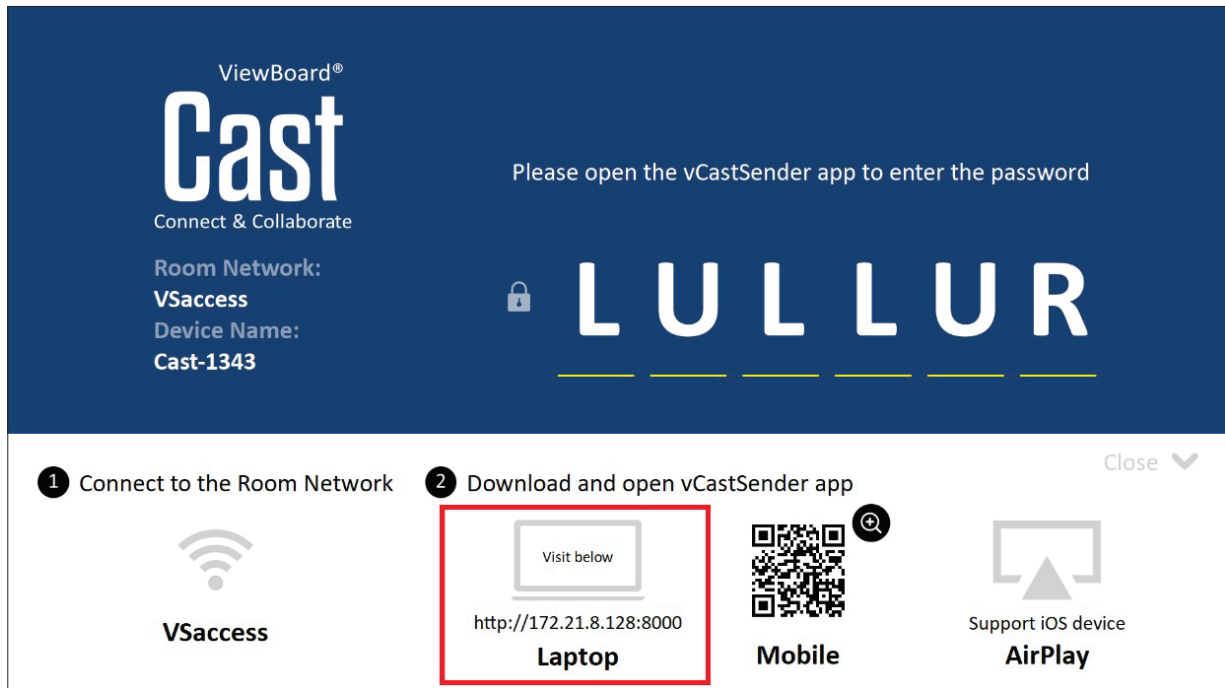 ViewBoard®
Cast
Connect & Collaborate
Room Network:
VSaccess
Device Name:
Cast-1343
Please open the vCastSender app to enter the password
L U L L U R
Close
1 Connect to the Room Network
VSaccess
2 Download and open vCastSender app
Visit below
http://172.21.8.128:8000
Laptop
Mobile
Support iOS device
AirPlay